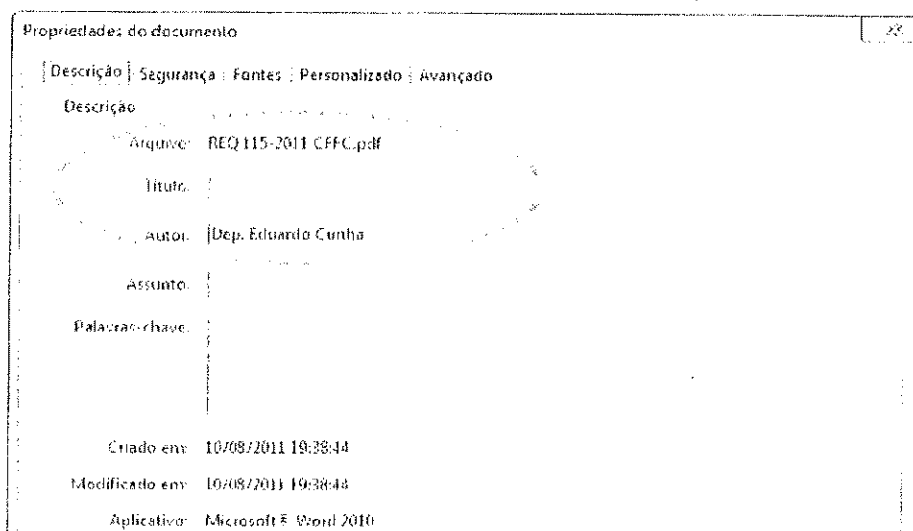 Propriedades do documento
Descrição Segurança Fontes Personalizado Avançado
Descrição
Arquivo: REQ 115-2011 CFFC.pdf
Título:
Autor: Dep. Eduardo Cunha
Assunto:
Palavras-chave:
Criado em: 10/08/2011 19:38:44
Modificado em: 10/08/2011 19:38:44
Aplicativo: Microsoft® Word 2010